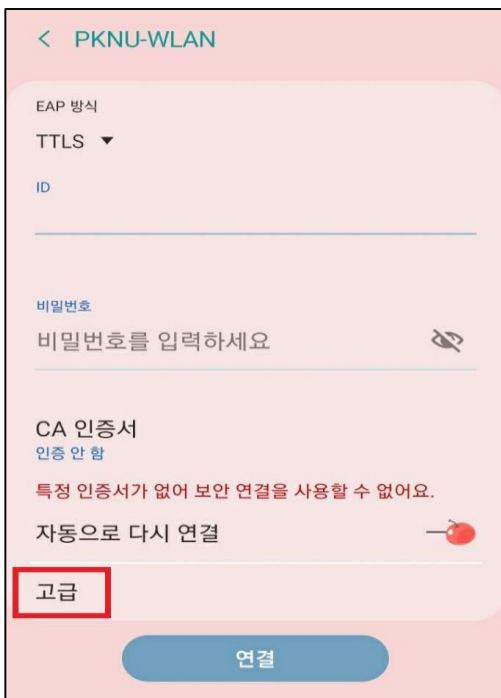 PKNU-WLAN
EAP 방식
TTLS
ID
비밀번호
비밀번호를 입력하세요
CA 인증서
인증 안 함
특정 인증서가 없어 보안 연결을 사용할 수 없어요.
자동으로 다시 연결
고급
연결